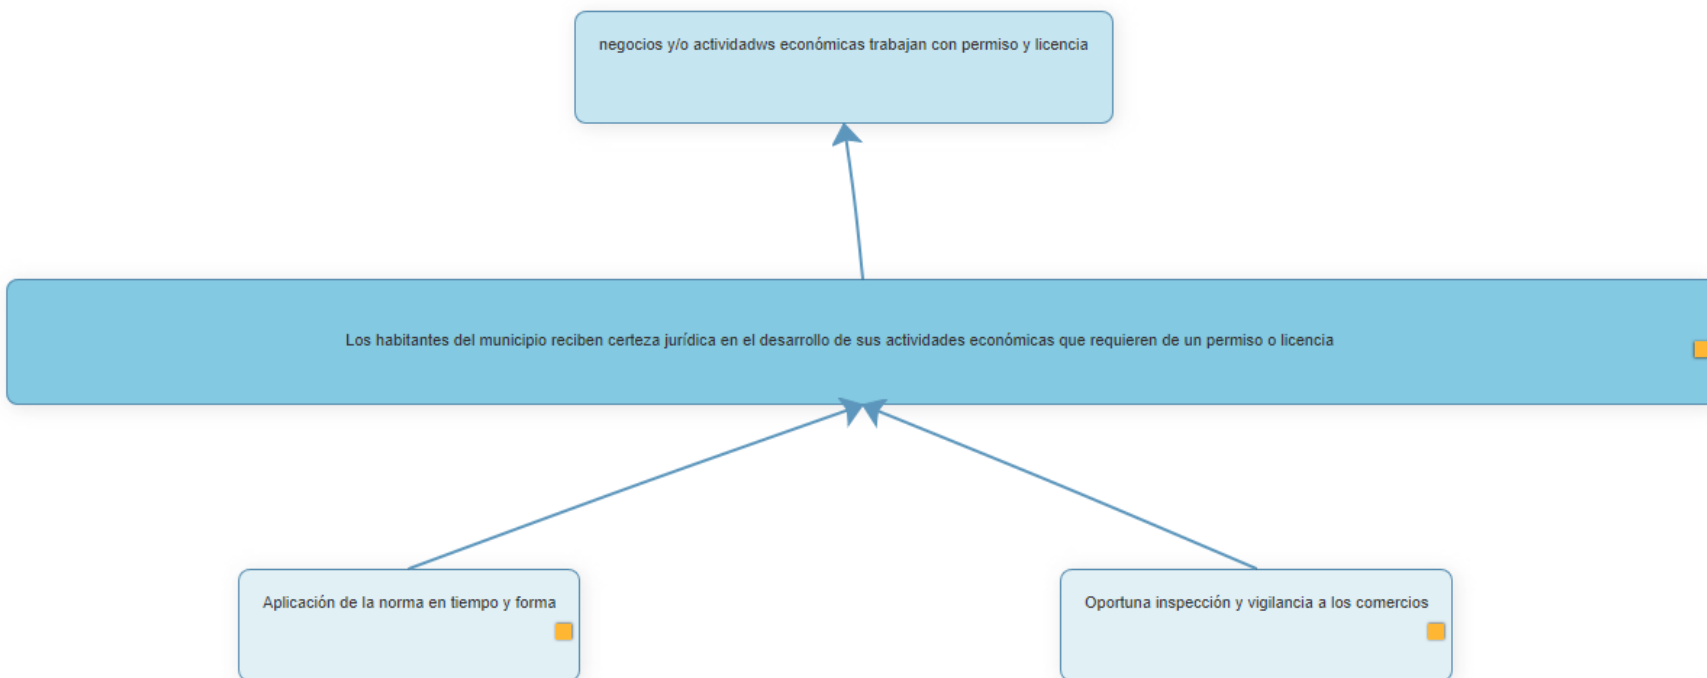 negocios y/o actividadws económicas trabajan con permiso y licencia
Los habitantes del municipio reciben certeza jurídica en el desarrollo de sus actividades económicas que requieren de un permiso o licencia
Aplicación de la norma en tiempo y forma
Oportuna inspección y vigilancia a los comercios